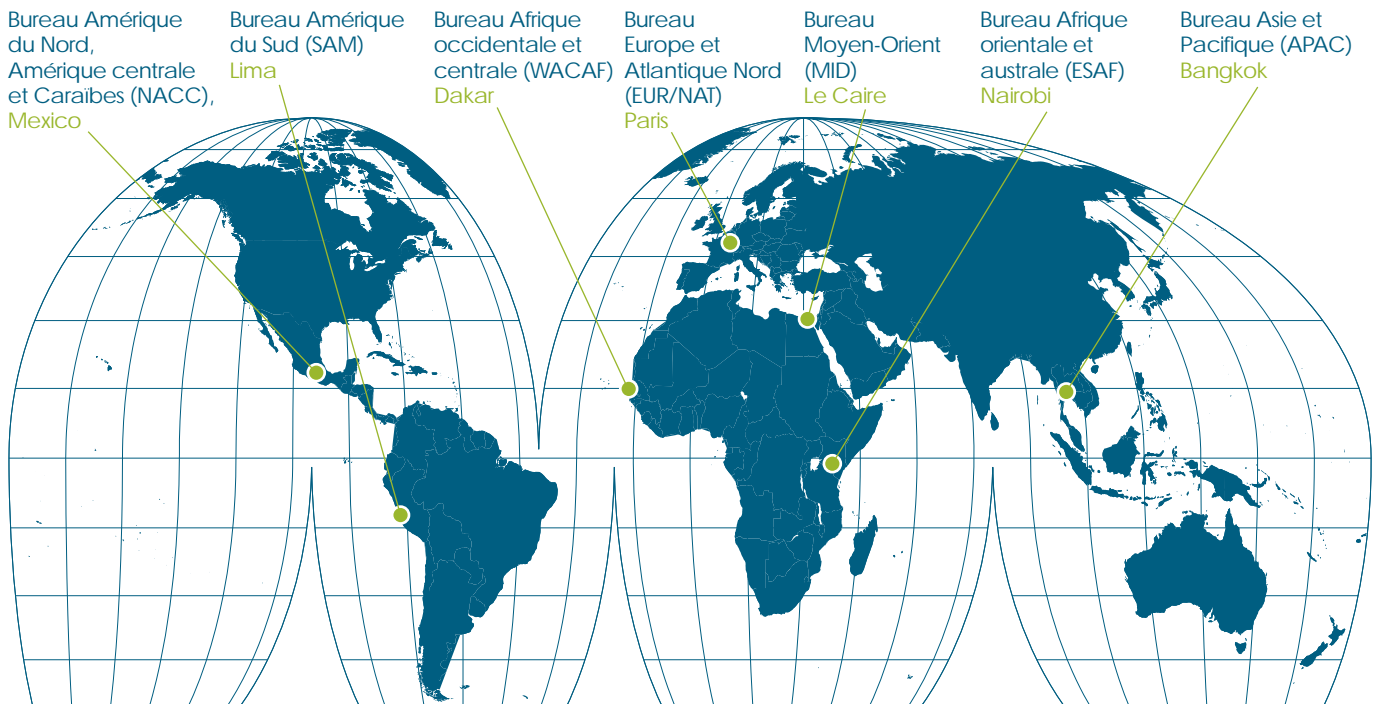 Bureau Amérique
du Nord,
Amérique centrale
et Caraïbes (NACC),
Mexico
Bureau Amérique
du Sud (SAM)
Lima
Bureau Afrique
occidentale et
centrale (WACAF)
Dakar
Bureau
Europe et
Atlantique Nord
(EUR/NAT)
Paris
Bureau
Moyen-Orient
(MID)
Le Caire
Bureau Afrique
orientale et
australe (ESAF)
Nairobi
Bureau Asie et
Pacifique (APAC)
Bangkok